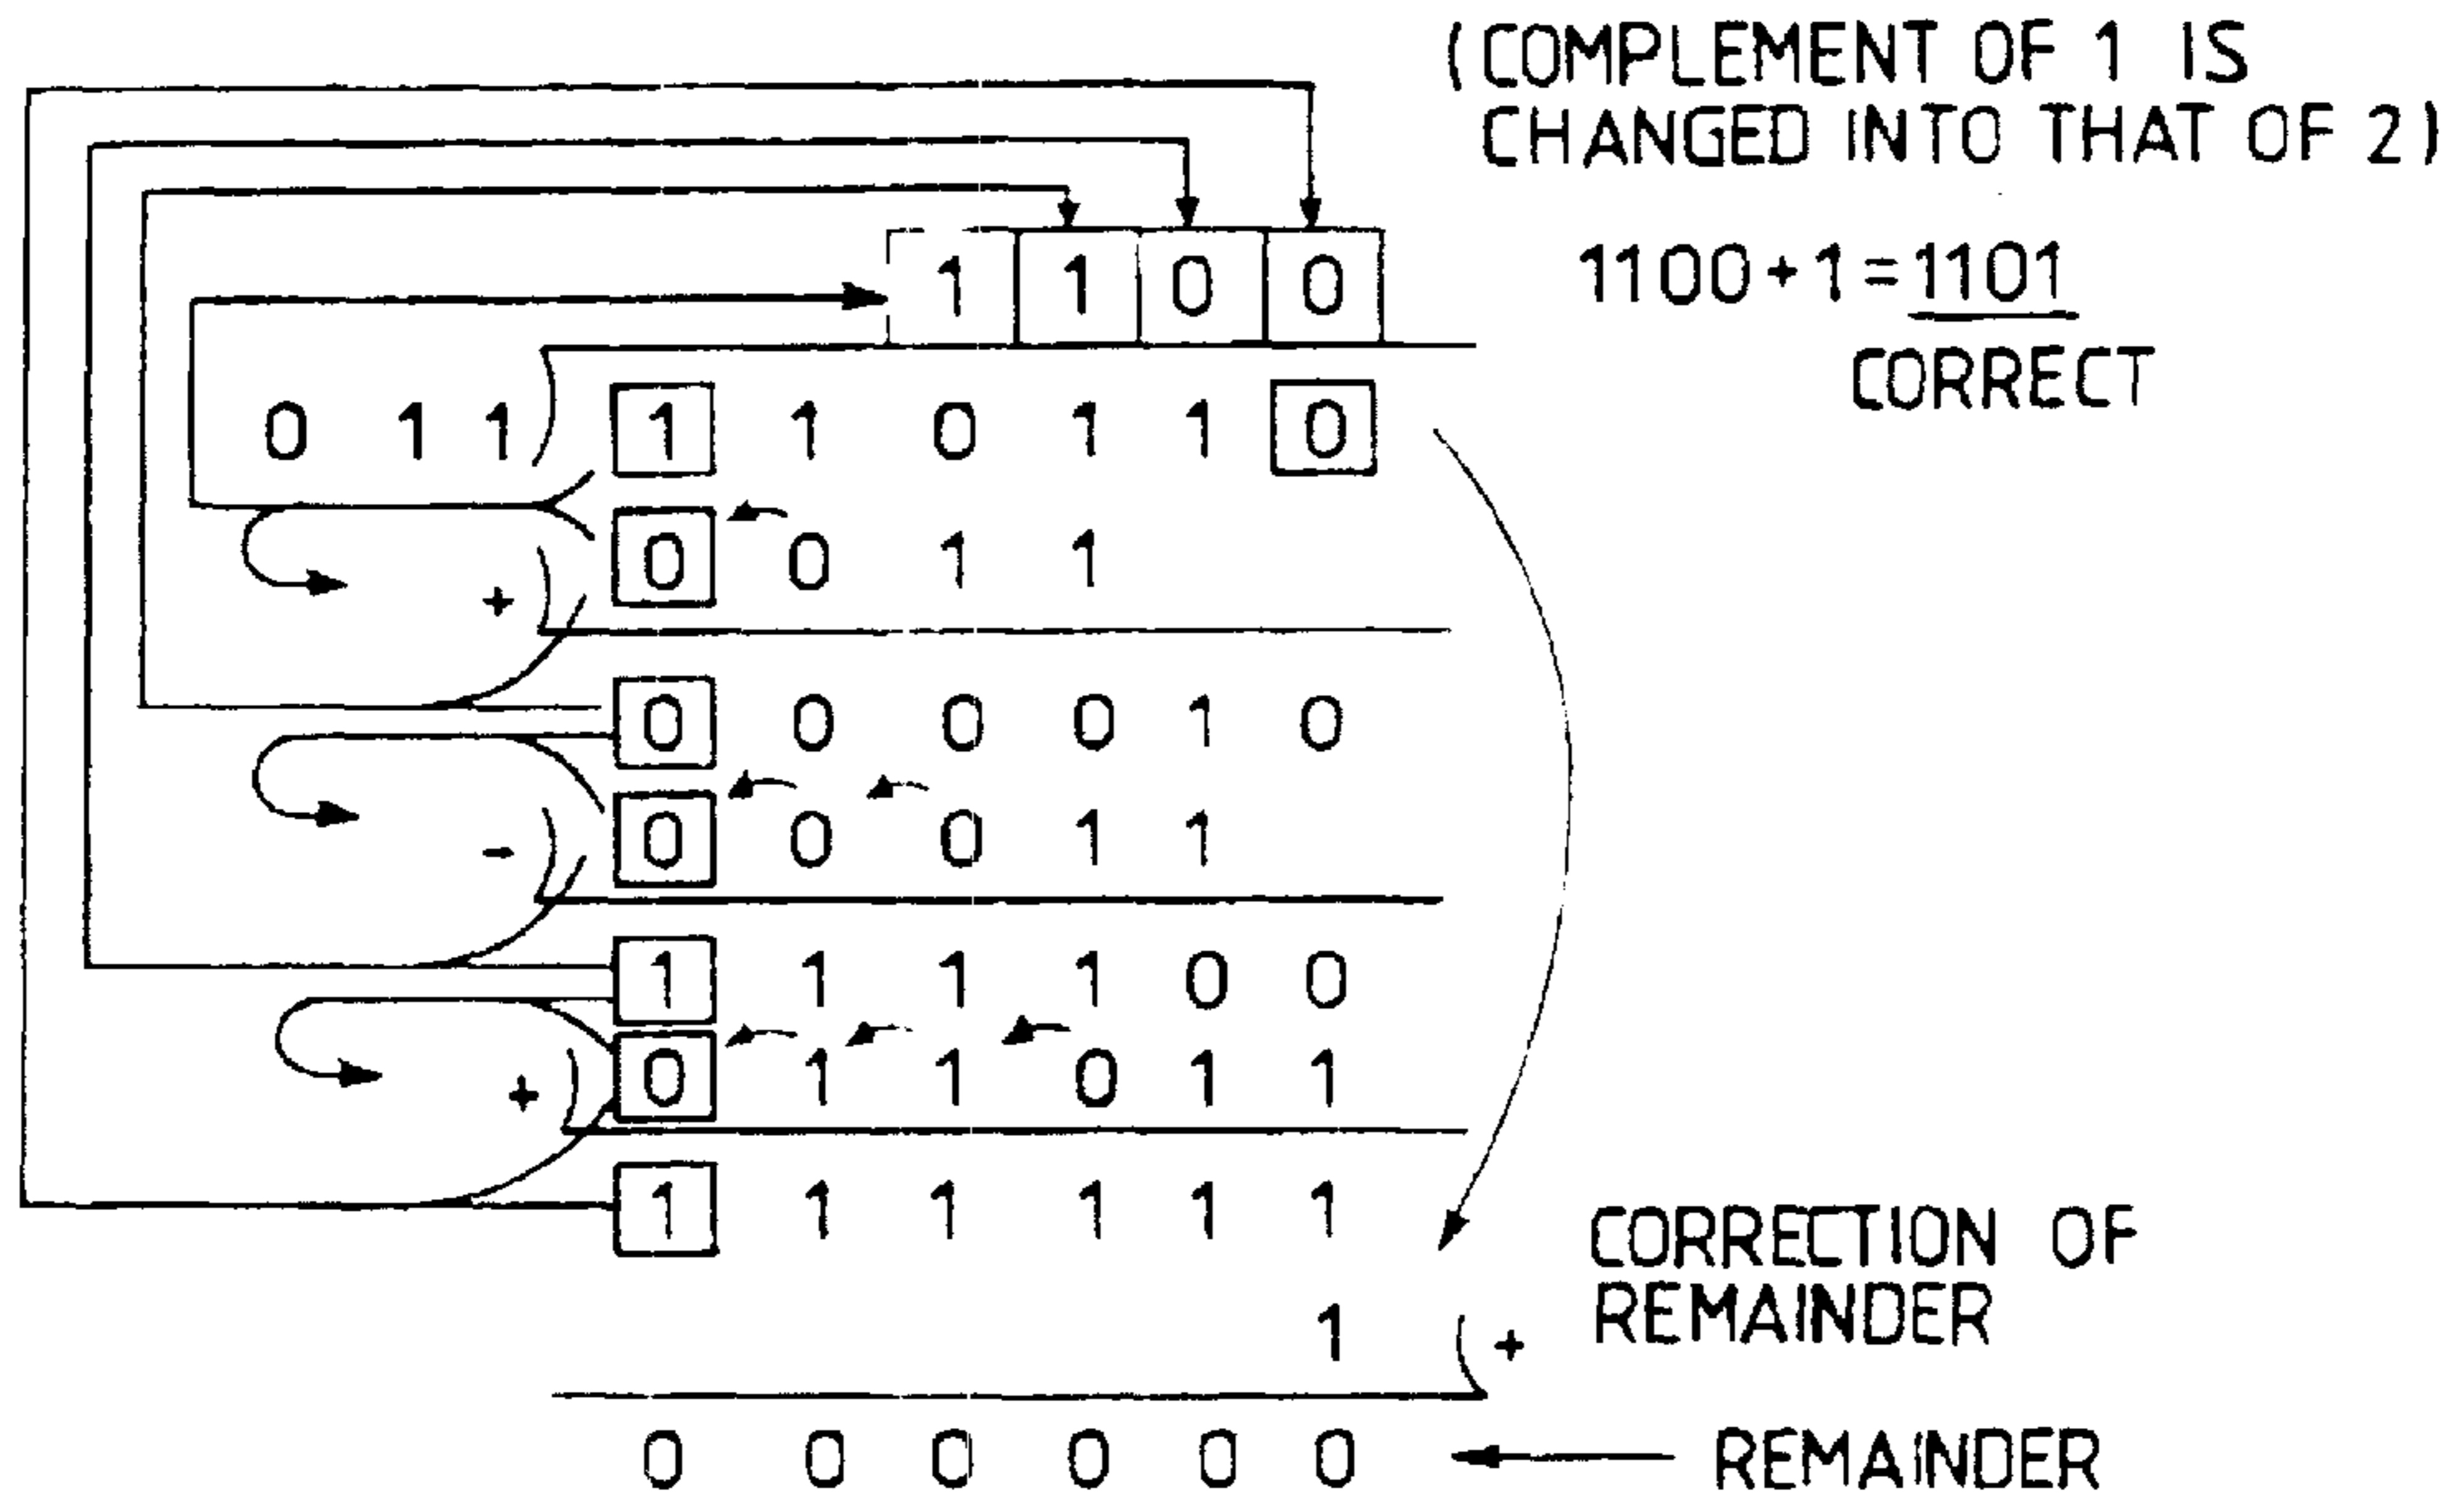 (COMPLEMENT OF 1 IS
CHANGED INTO THAT OF 2)
1 1 0 0
1100+1=1101
CORRECT
0 1 1 1 1 0 1 1 0
0 0 1 1
+
0 0 0 0 1 0
0 0 0 1 1
-
1 1 1 1 0 0
0 1 1 0 1 1
+
1 1 1 1 1 1
CORRECTION OF
REMAINDER
1 +
0 0 0 0 0 0 REMAINDER